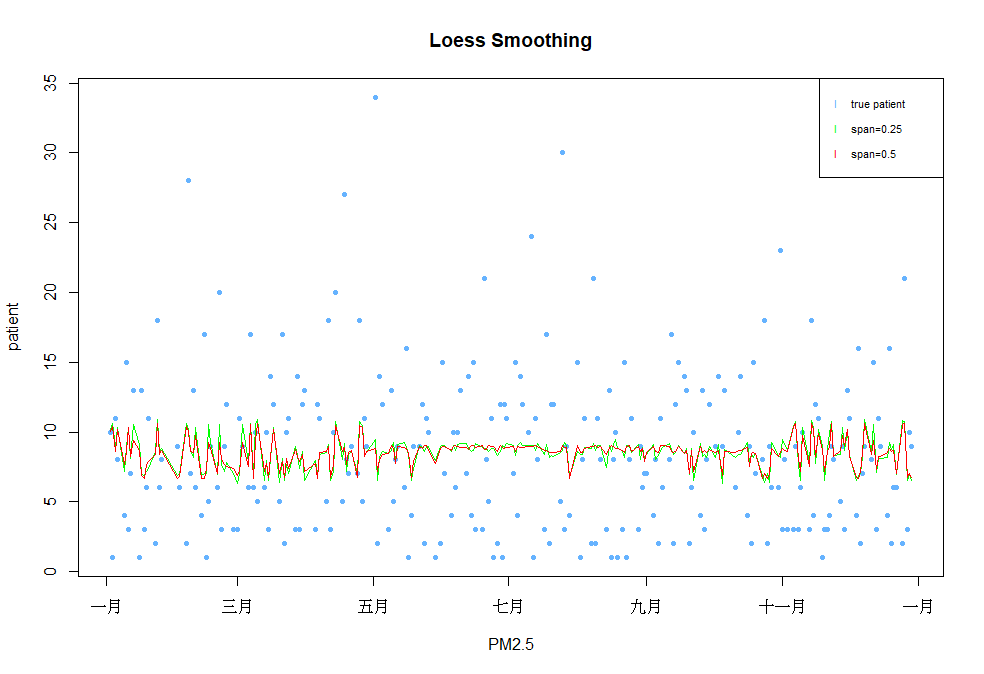 Loess Smoothing
patient
35
30
25
20
15
10
5
0
true patient
span=0.25
span=0.5
一月
三月
五月
七月
九月
十一月
一月
PM2.5